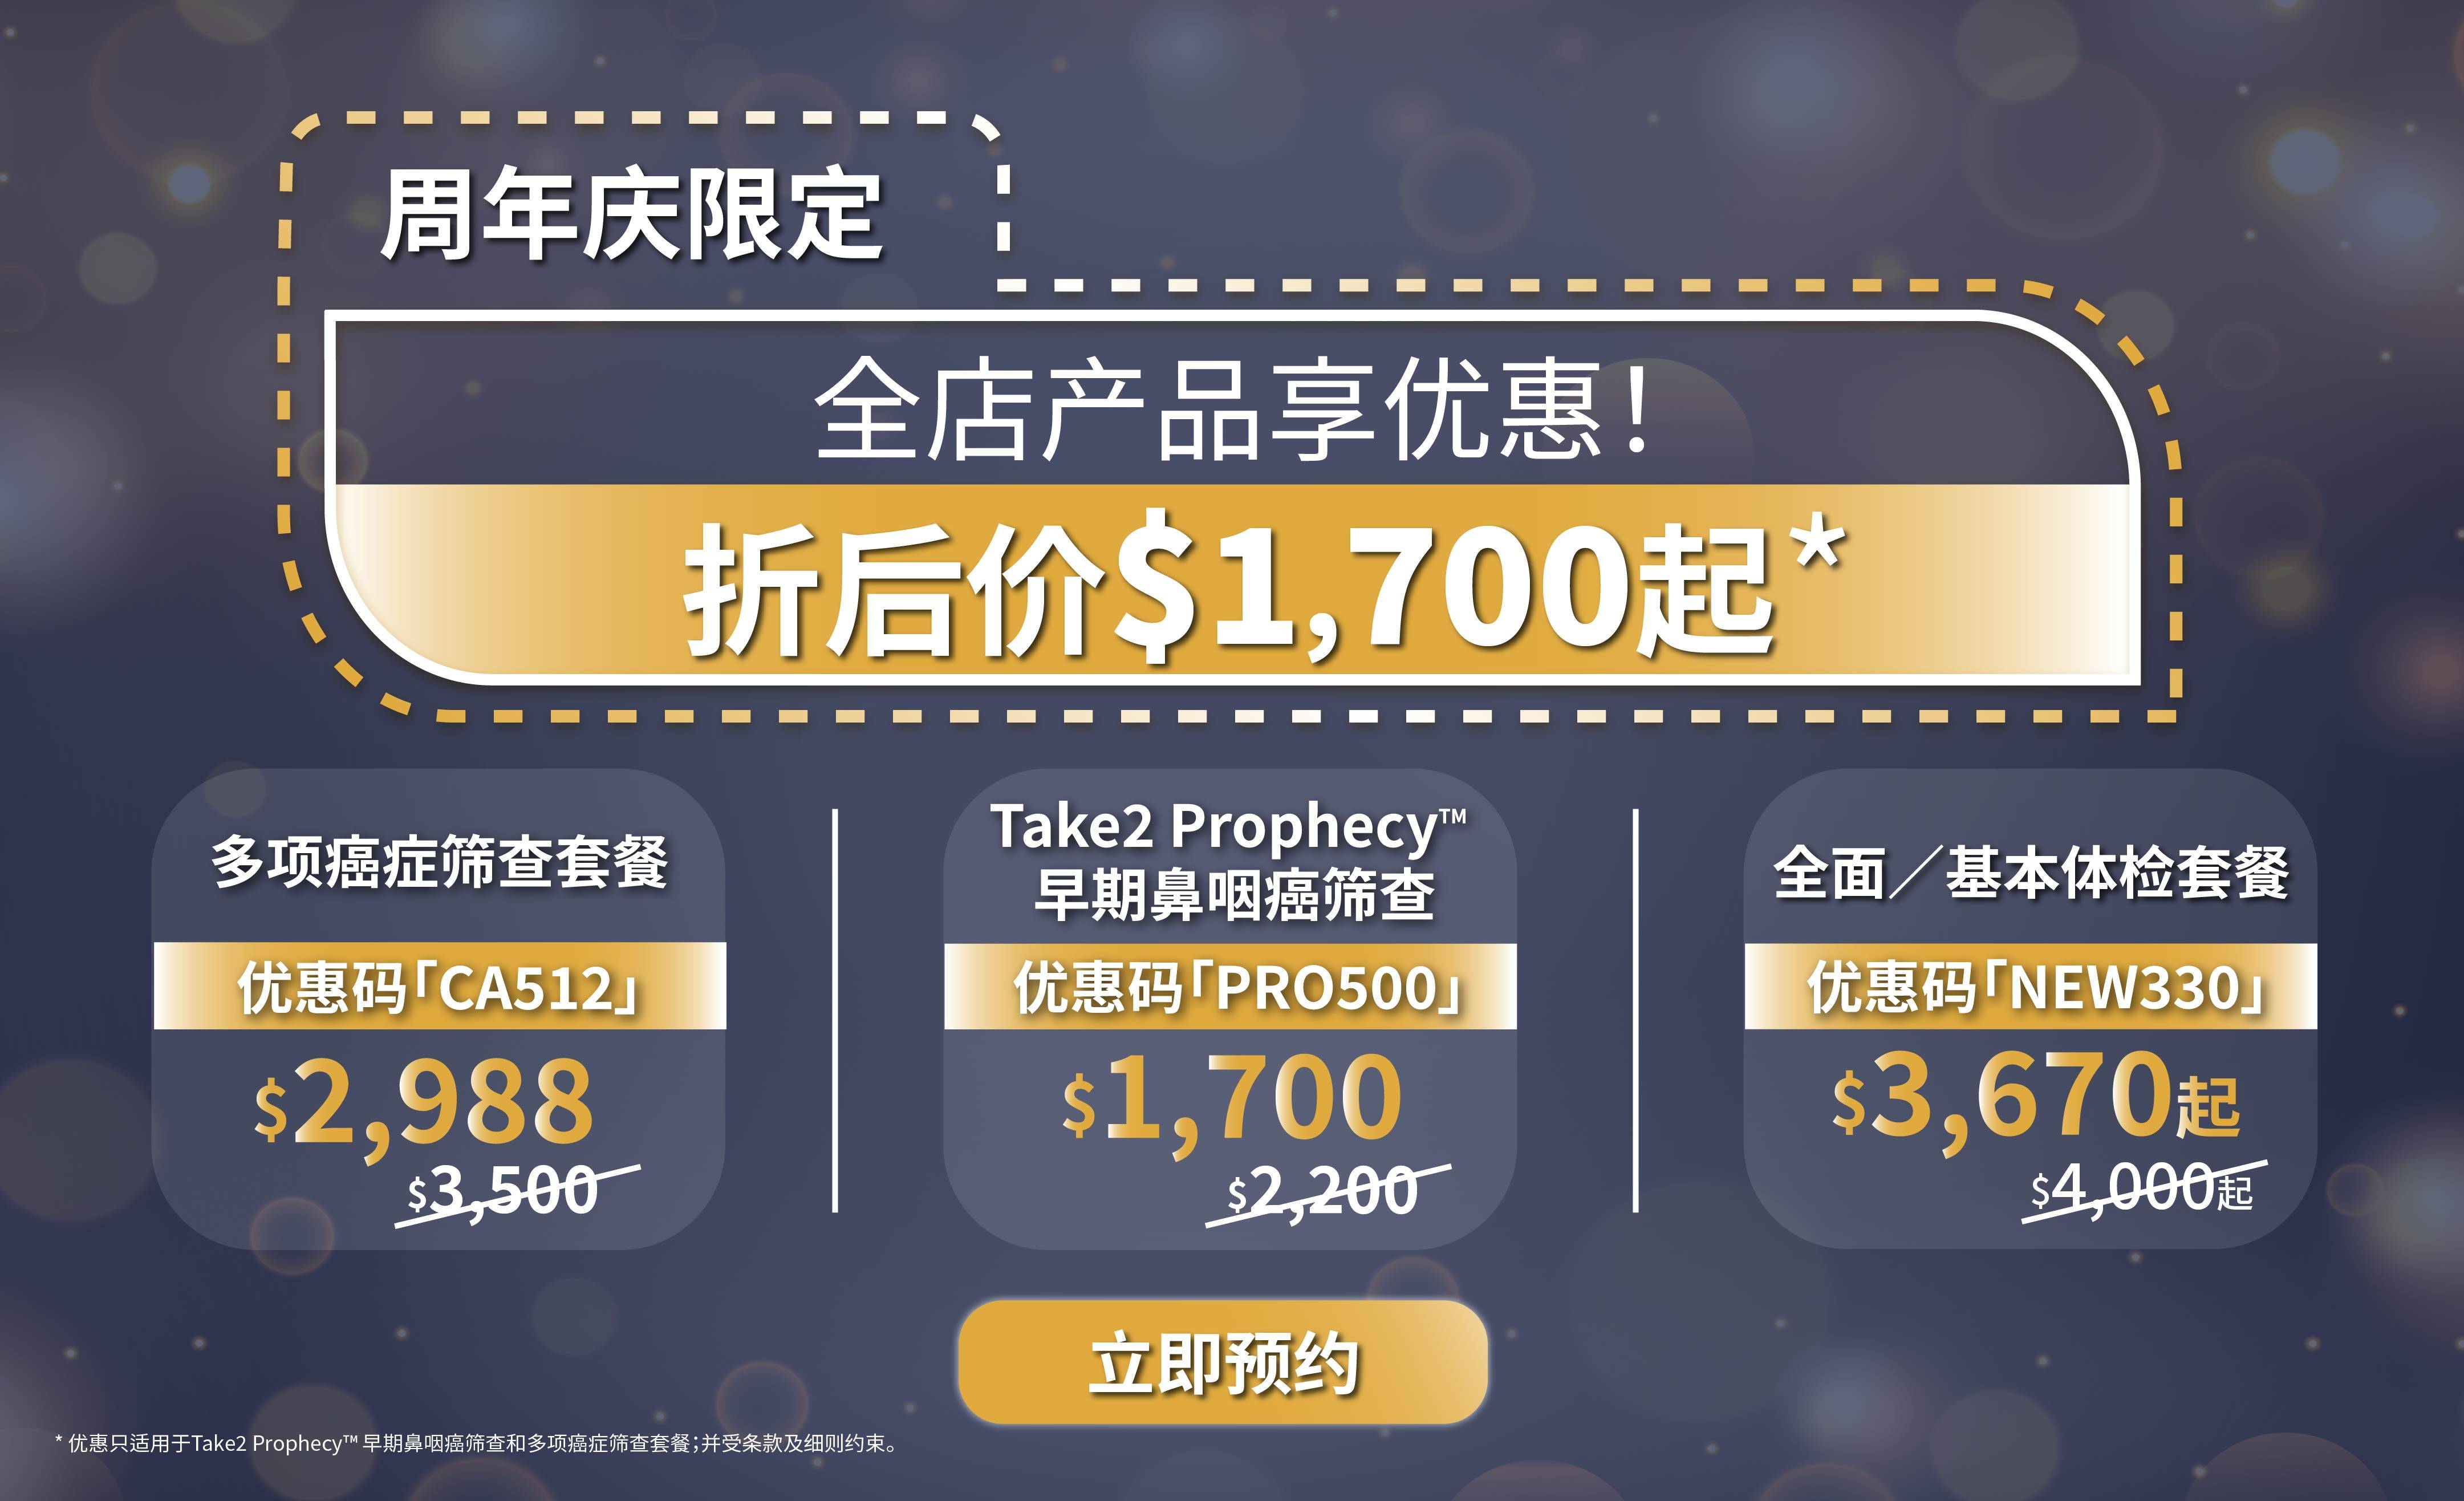 周年庆限定
全店产品享优惠！
折后价$1,700起*
多项癌症筛查套餐
优惠码「CA512」
$2,988
$3,500
Take2 Prophecy™
早期鼻咽癌筛查
优惠码「PRO500」
$1,700
$2,200
全面／基本体检套餐
优惠码「NEW330」
$3,670起
$4,000起
立即预约
* 优惠只适用于Take2 Prophecy™ 早期鼻咽癌筛查和多项癌症筛查套餐；并受条款及细则约束。